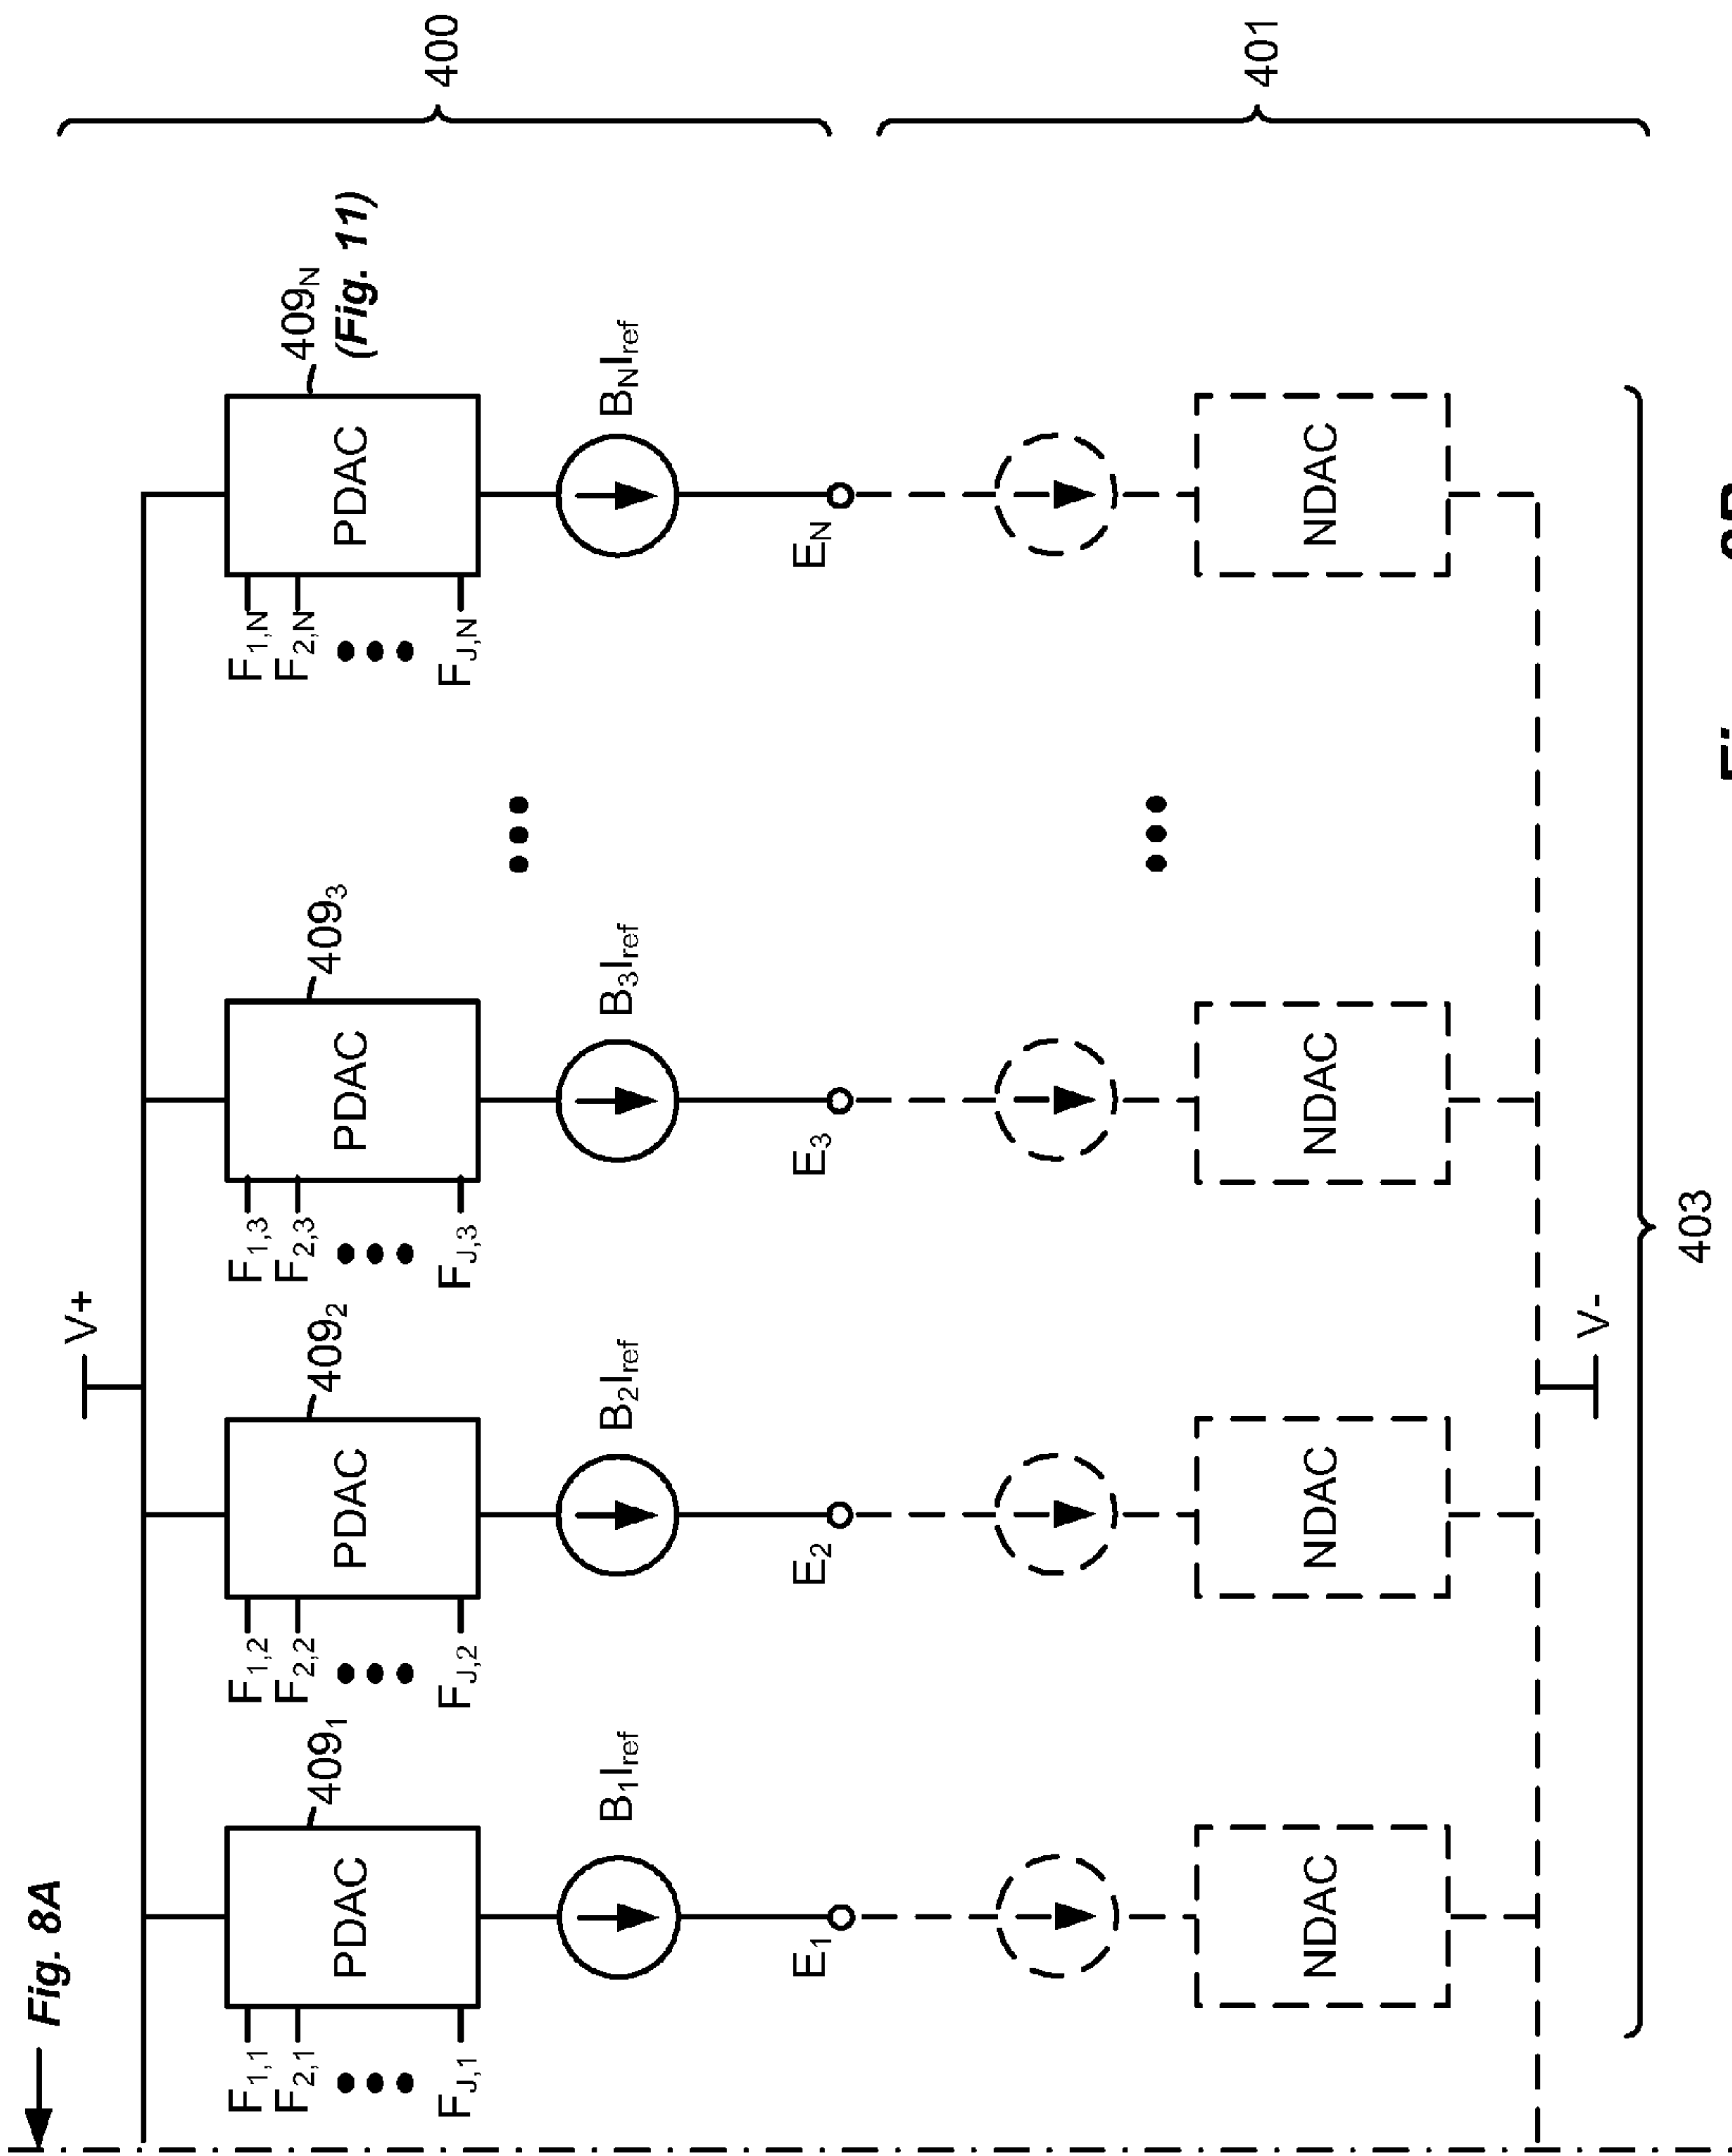 Fig. 8A
V+
F1,1 F1,2 F1,3 F1,N
F2,1 F2,2 F2,3 F2,N
409₁ 409₂ 409₃ 409N
PDAC PDAC PDAC PDAC (Fig. 11)
FJ,1 FJ,2 FJ,3 FJ,N
400
B₁Iref B₂Iref B₃Iref BNIref
E₁ E₂ E₃ EN
401
NDAC NDAC NDAC NDAC
V-
403